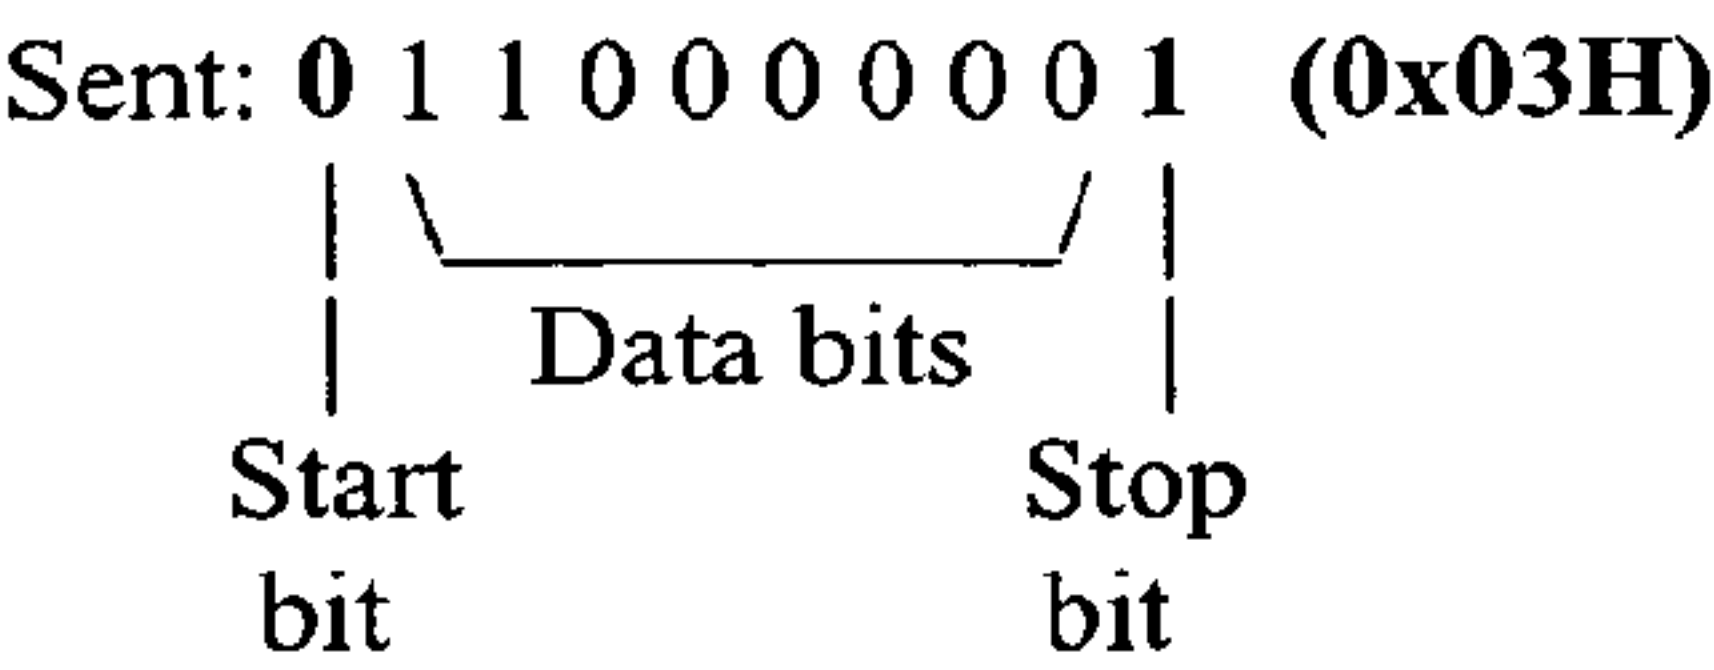 Sent: 0 1 1 0 0 0 0 0 0 1 (0x03H)
Data bits
Start Stop
bit bit